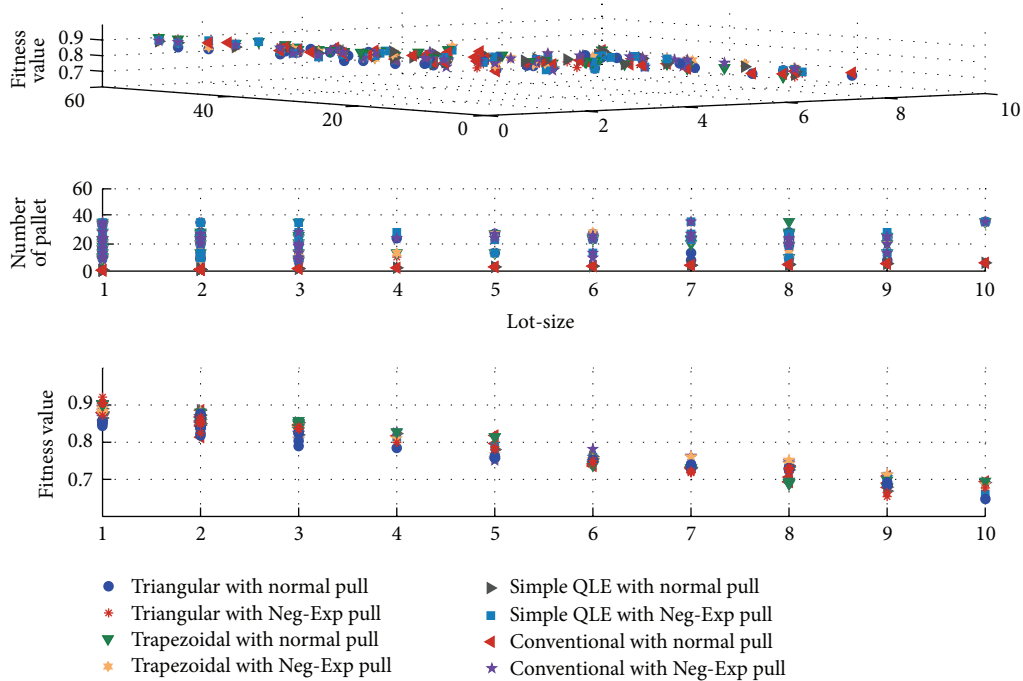 Fitness
value
0.9
0.8
0.7
60
40
20
0
0
2
4
6
8
10
Number
of pallet
60
40
20
0
1
2
3
4
5
6
7
8
9
10
Lot-size
Fitness value
0.9
0.8
0.7
1
2
3
4
5
6
7
8
9
10
Triangular with normal pull
Triangular with Neg-Exp pull
Trapezoidal with normal pull
Trapezoidal with Neg-Exp pull
Simple QLE with normal pull
Simple QLE with Neg-Exp pull
Conventional with normal pull
Conventional with Neg-Exp pull